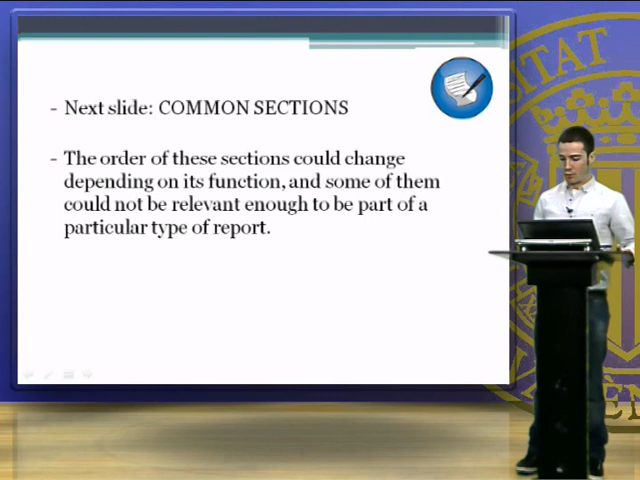 - Next slide: COMMON SECTIONS
- The order of these sections could change
depending on its function, and some of them
could not be relevant enough to be part of a
particular type of report.